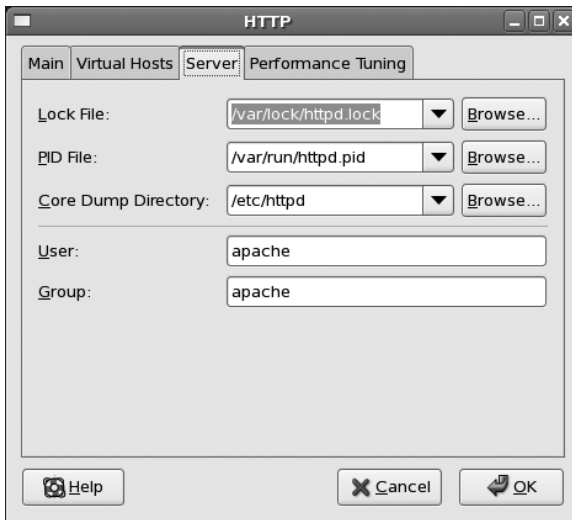 HTTP
Main Virtual Hosts Server Performance Tuning
Lock File: /var/lock/httpd.lock Browse...
PID File: /var/run/httpd.pid Browse...
Core Dump Directory: /etc/httpd Browse...
User: apache
Group: apache
Help Cancel OK